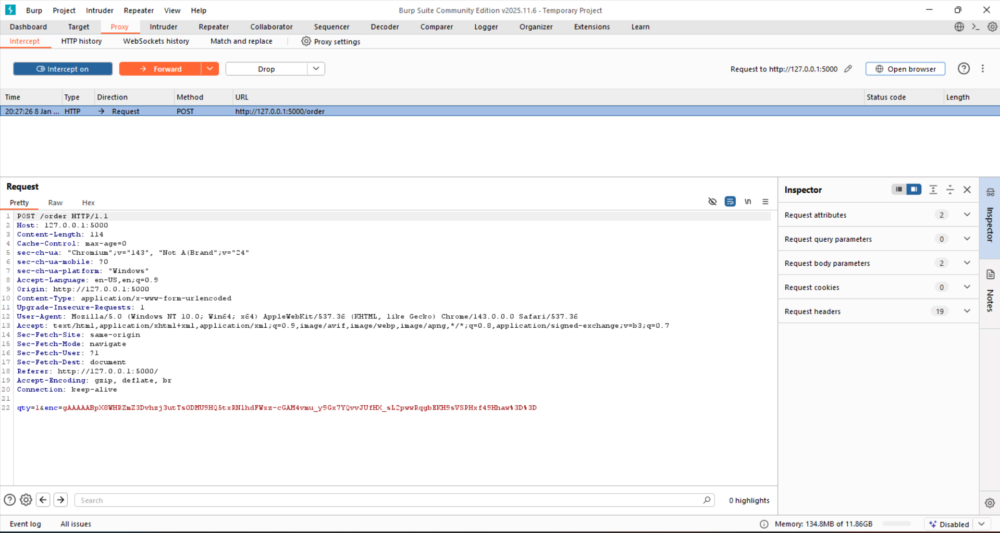 Burp Project Intruder Repeater View Help
Burp Suite Community Edition v2025.11.6 - Temporary Project
Dashboard Target Proxy Intruder Repeater Collaborator Sequencer Decoder Comparer Logger Organizer Extensions Learn
Intercept HTTP history WebSockets history Match and replace Proxy settings
Intercept on Forward Drop Request to http://127.0.0.1:5000 Open browser
Time Type Direction Method URL Status code Length
20:27:26 8 Jan ... HTTP Request POST http://127.0.0.1:5000/order
Request
Pretty Raw Hex \n
1 POST /order HTTP/1.1
2 Host: 127.0.0.1:5000
3 Content-Length: 114
4 Cache-Control: max-age=0
5 sec-ch-ua: "Chromium";v="143", "Not A(Brand";v="24"
6 sec-ch-ua-mobile: ?0
7 sec-ch-ua-platform: "Windows"
8 Accept-Language: en-US,en;q=0.9
9 Origin: http://127.0.0.1:5000
10 Content-Type: application/x-www-form-urlencoded
11 Upgrade-Insecure-Requests: 1
12 User-Agent: Mozilla/5.0 (Windows NT 10.0; Win64; x64) AppleWebKit/537.36 (KHTML, like Gecko) Chrome/143.0.0.0 Safari/537.36
13 Accept: text/html,application/xhtml+xml,application/xml;q=0.9,image/avif,image/webp,image/apng,*/*;q=0.8,application/signed-exchange;v=b3;q=0.7
14 Sec-Fetch-Site: same-origin
15 Sec-Fetch-Mode: navigate
16 Sec-Fetch-User: ?1
17 Sec-Fetch-Dest: document
18 Referer: http://127.0.0.1:5000/
19 Accept-Encoding: gzip, deflate, br
20 Connection: keep-alive
21
22 qty=1&enc=gAAAAABpX8WHRZmZ3Dvhzj3utTs0DMU9HQ5txRN1hdFWxz-cGAM4vmu_y9Gx7YQvvJUfHX_sL2pwwRqgbEKH9sVSPHxf49Hhaw%3D%3D
Inspector
Request attributes 2
Request query parameters 0
Request body parameters 2
Request cookies 0
Request headers 19
Inspector
Notes
Search
0 highlights
Event log All issues
Memory: 134.8MB of 11.86GB Disabled